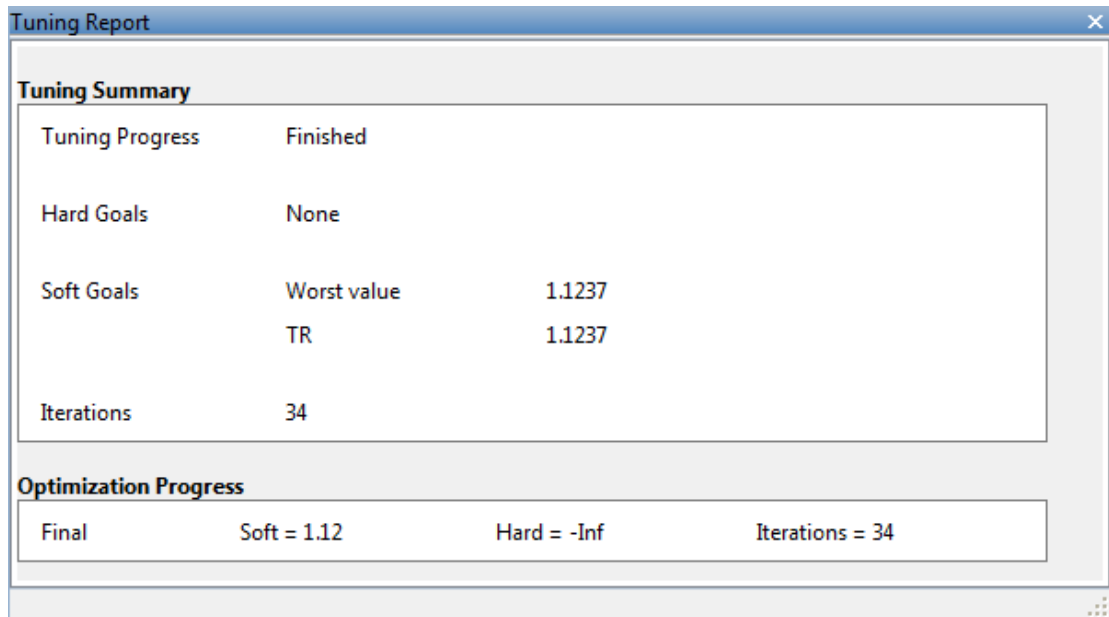 Tuning Report
Tuning Summary
Tuning Progress Finished
Hard Goals None
Soft Goals Worst value 1.1237
TR 1.1237
Iterations 34
Optimization Progress
Final Soft = 1.12 Hard = -Inf Iterations = 34